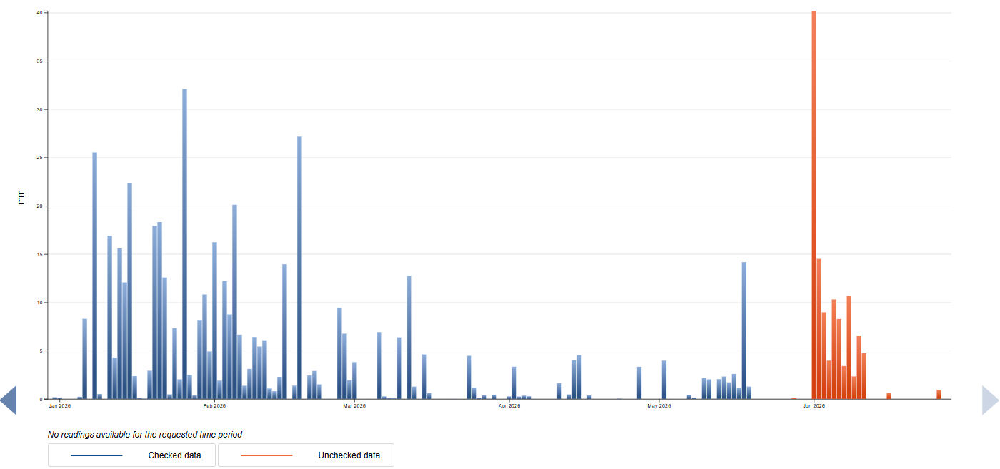 40
35
30
25
20
15
10
5
0
mm
Jan 2026 Feb 2026 Mar 2026 Apr 2026 May 2026 Jun 2026
No readings available for the requested time period
Checked data Unchecked data